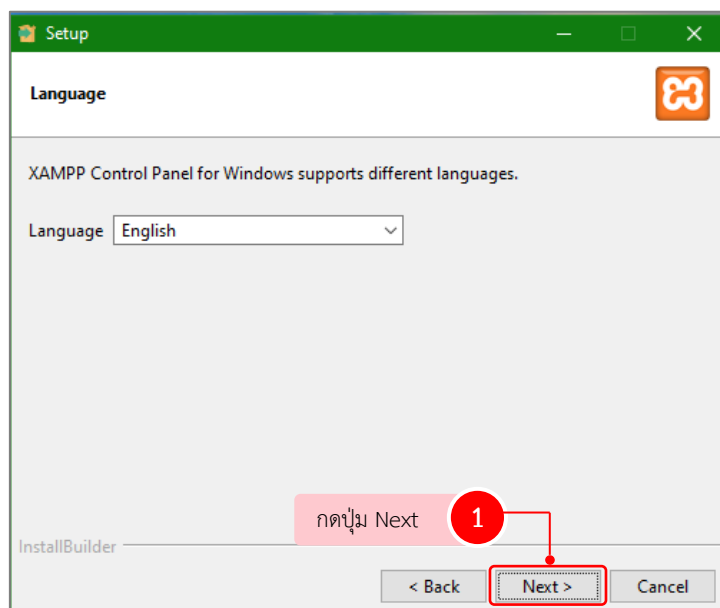 Setup
Language
XAMPP Control Panel for Windows supports different languages.
Language English
กดปุ่ม Next 1
InstallBuilder
< Back Next > Cancel